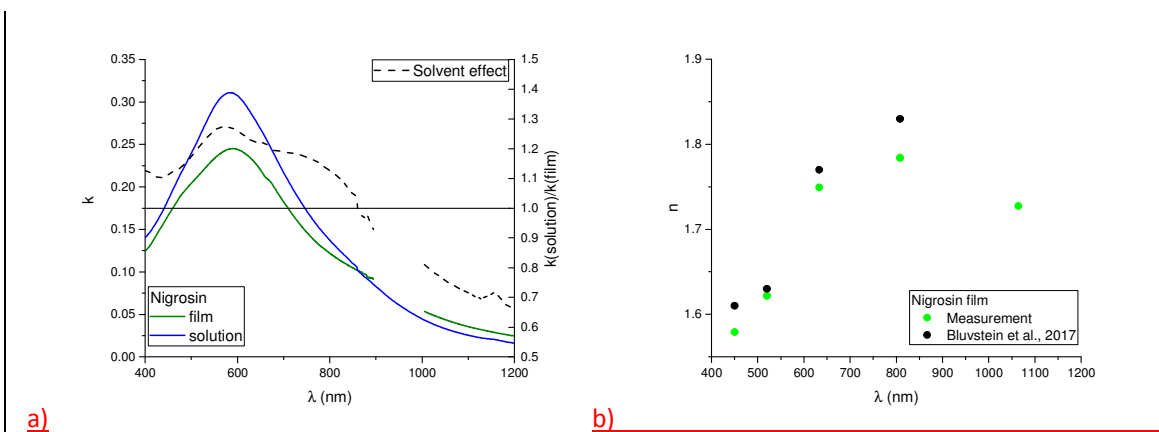 0.35
0.30
0.25
0.20
0.15
0.10
0.05
0.00
k
400 600 800 1000 1200
λ (nm)
1.5
1.4
1.3
1.2
1.1
1.0
0.9
0.8
0.7
0.6
0.5
k(solution)/k(film)
Solvent effect
Nigrosin
film
solution
a)
1.9
1.8
1.7
1.6
n
400 500 600 700 800 900 1000 1100 1200
λ (nm)
Nigrosin film
Measurement
Bluvstein et al., 2017
b)